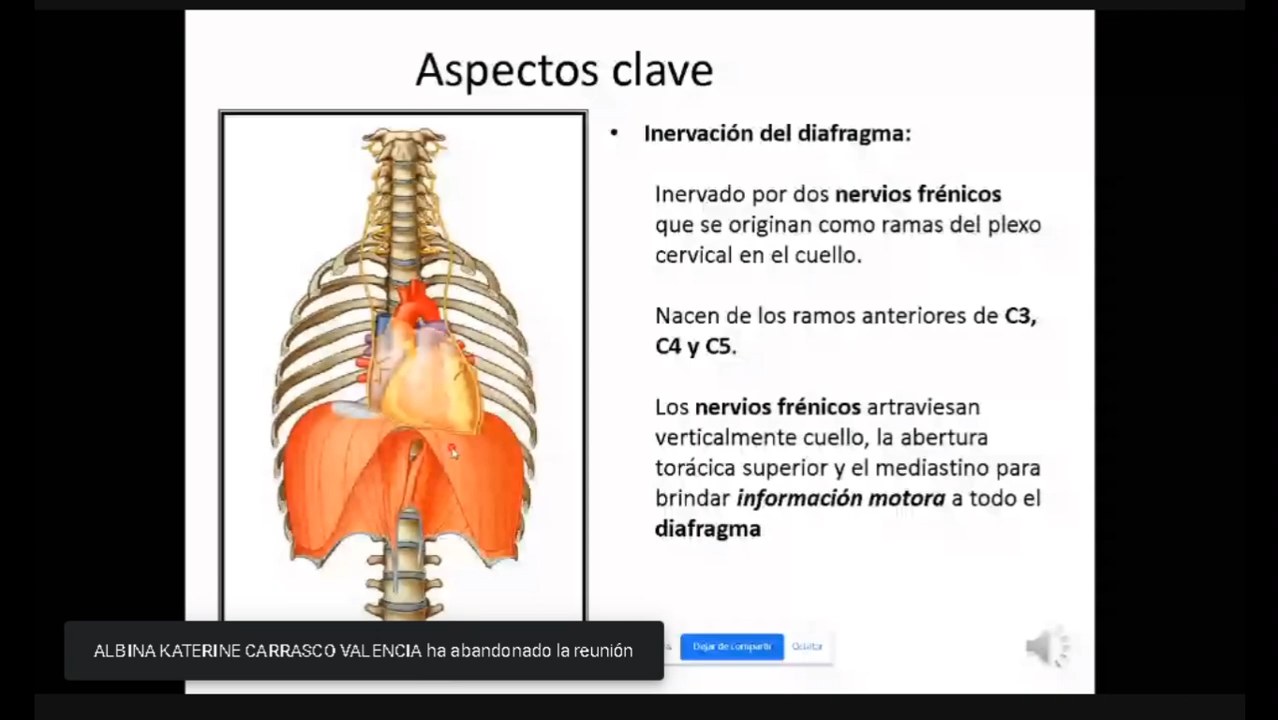 Aspectos clave
• Inervación del diafragma:
Inervado por dos nervios frénicos
que se originan como ramas del plexo
cervical en el cuello.
Nacen de los ramos anteriores de C3,
C4 y C5.
Los nervios frénicos artraviesan
verticalmente cuello, la abertura
torácica superior y el mediastino para
brindar información motora a todo el
diafragma
Dejar de compartir Ocultar
ALBINA KATERINE CARRASCO VALENCIA ha abandonado la reunión